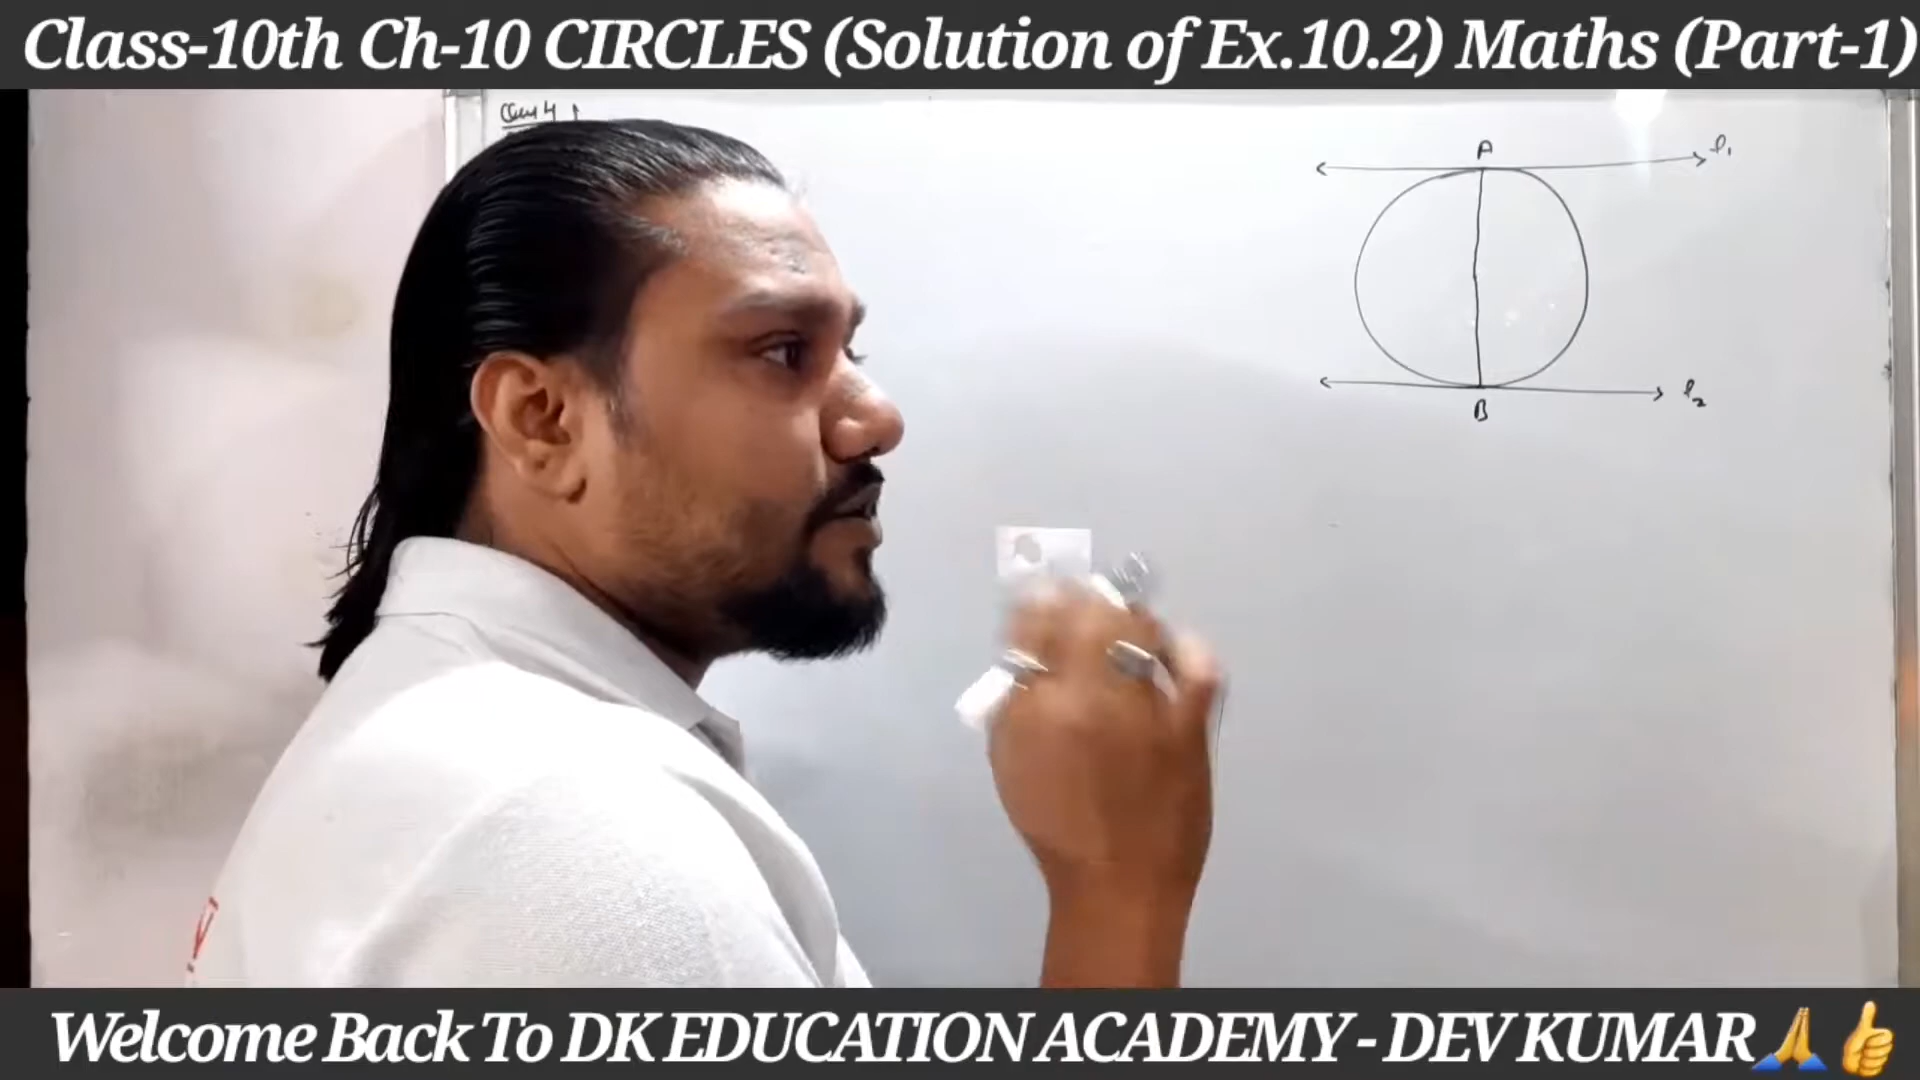 Class-10th Ch-10 CIRCLES (Solution of Ex.10.2) Maths (Part-1)
A
l₁
l₂
B
Welcome Back To DK EDUCATION ACADEMY - DEV KUMAR🙏👍